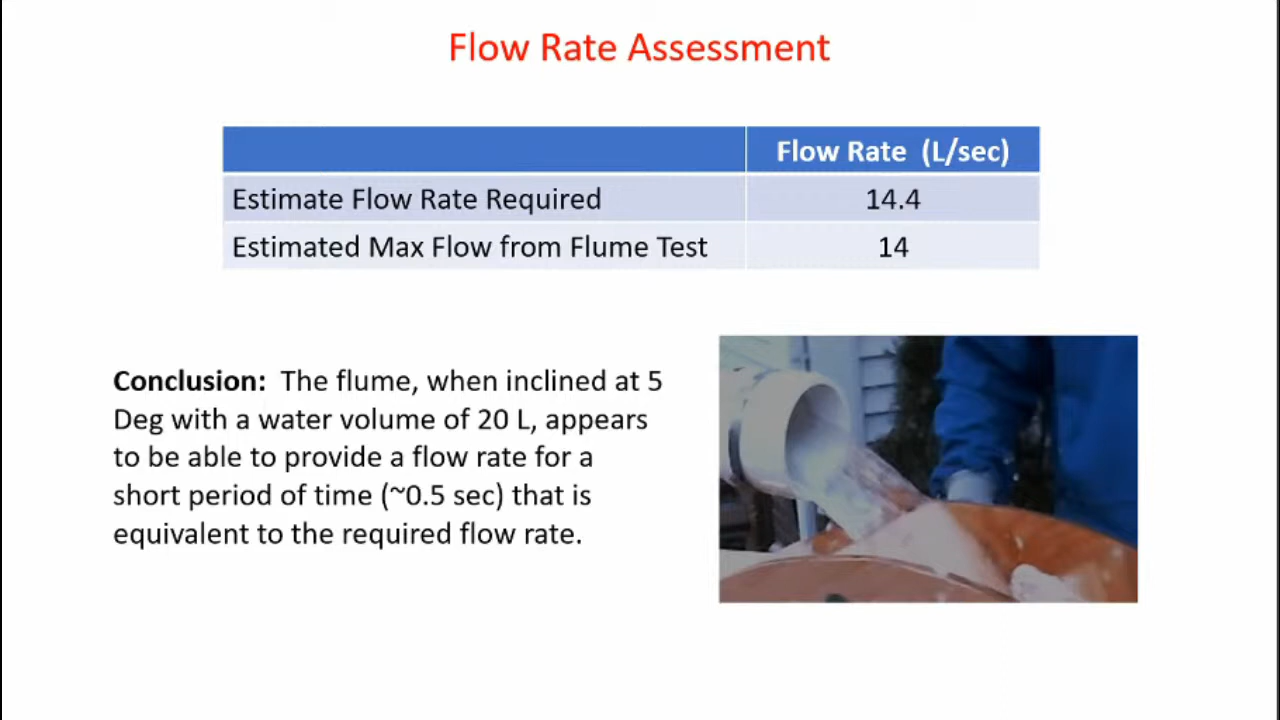 Flow Rate Assessment
Flow Rate (L/sec)
Estimate Flow Rate Required 14.4
Estimated Max Flow from Flume Test 14
Conclusion: The flume, when inclined at 5
Deg with a water volume of 20 L, appears
to be able to provide a flow rate for a
short period of time (~0.5 sec) that is
equivalent to the required flow rate.